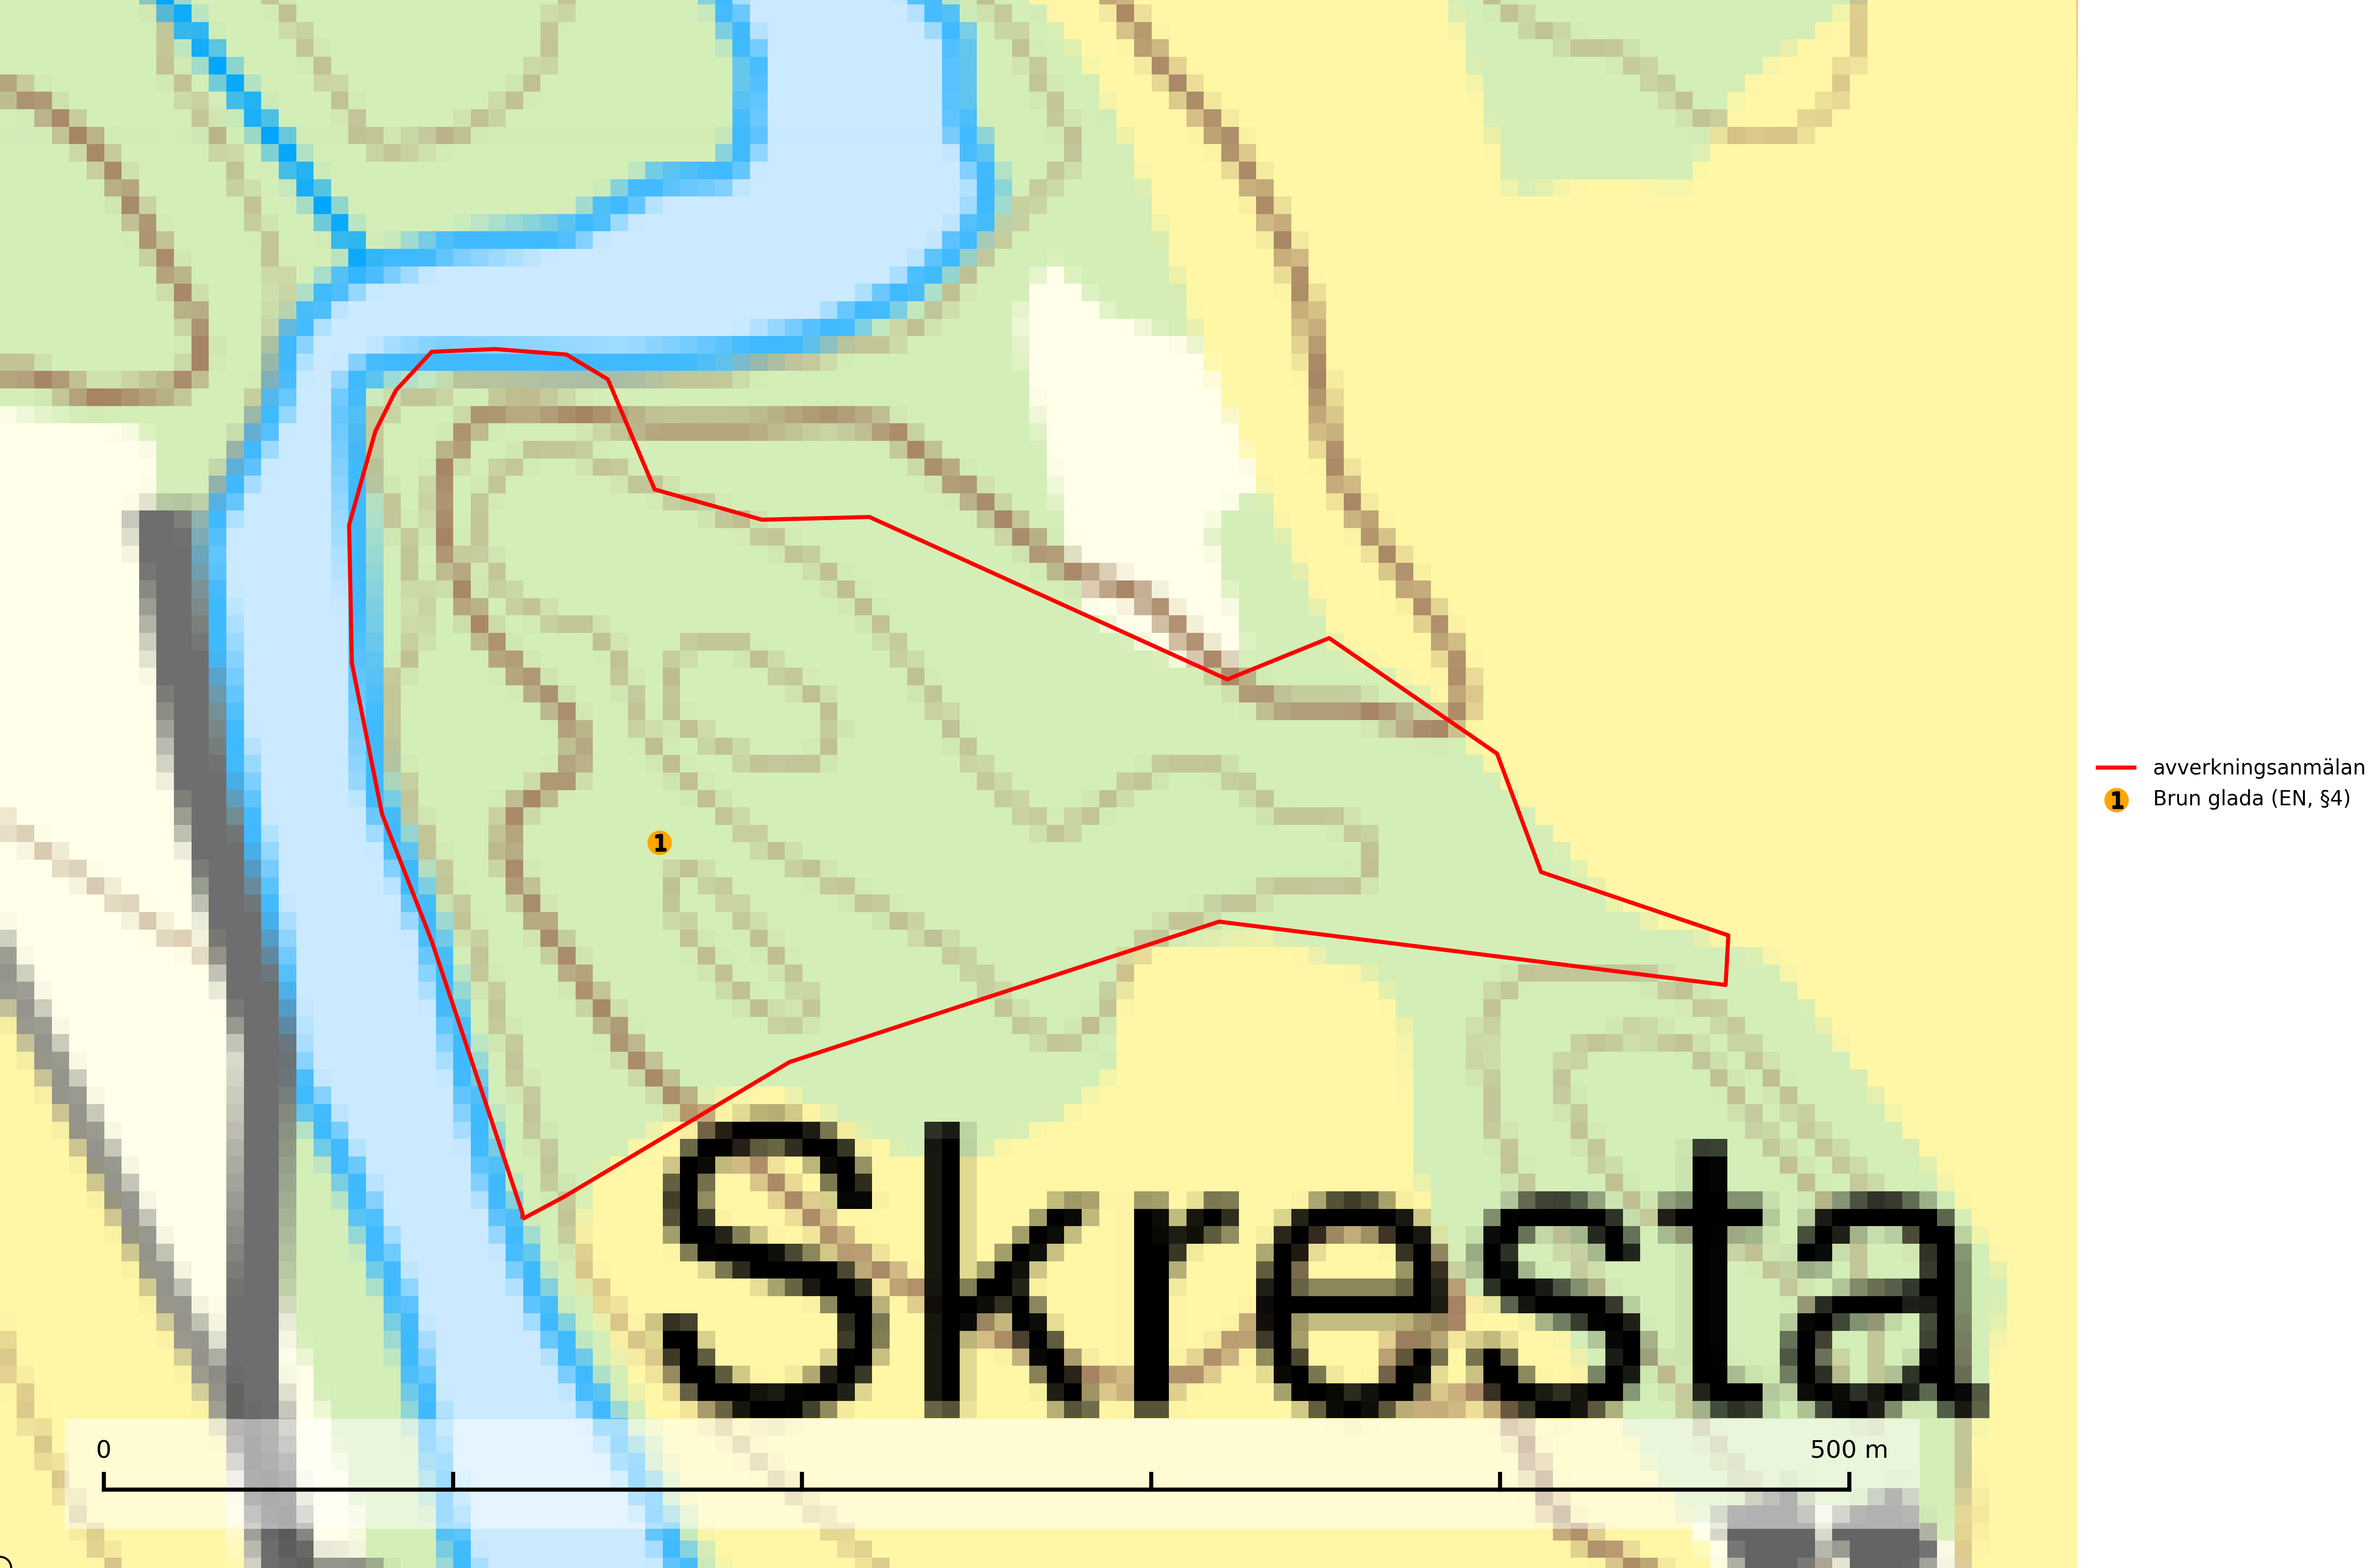 avverkningsanmälan
1 Brun glada (EN, §4)
1
Skresta
0 500 m